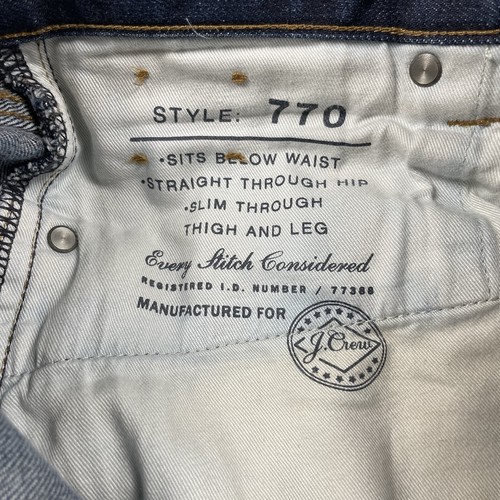 STYLE: 770
•SITS BELOW WAIST
•STRAIGHT THROUGH HIP
•SLIM THROUGH
THIGH AND LEG
Every Stitch Considered
REGISTERED I.D. NUMBER / 77388
MANUFACTURED FOR
J.Crew